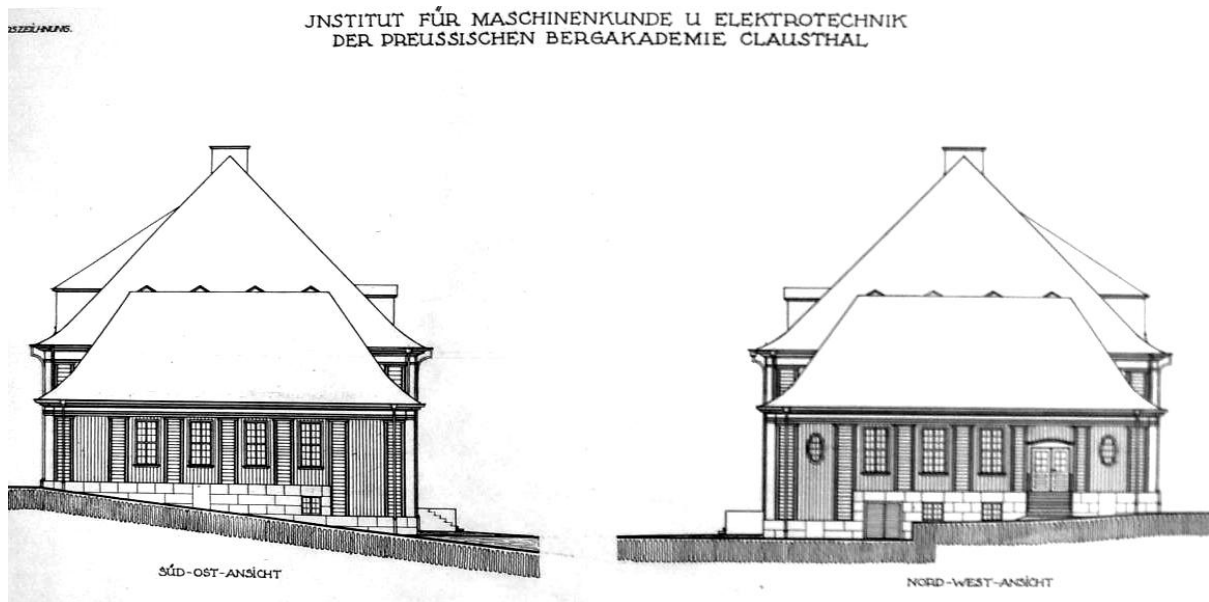 JNSTITUT FÜR MASCHINENKUNDE U ELEKTROTECHNIK
DER PREUSSISCHEN BERGAKADEMIE CLAUSTHAL
SÜD-OST-ANSICHT
NORD-WEST-ANSICHT